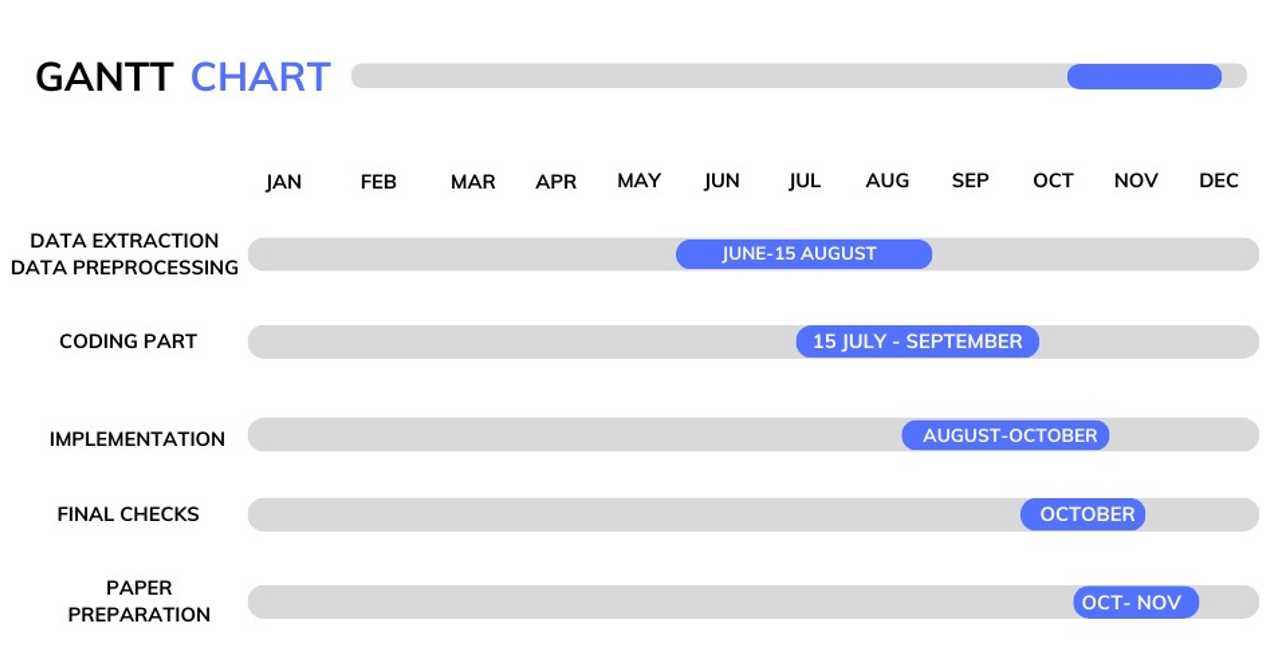 GANTT CHART
JAN FEB MAR APR MAY JUN JUL AUG SEP OCT NOV DEC
DATA EXTRACTION
DATA PREPROCESSING
JUNE-15 AUGUST
CODING PART
15 JULY - SEPTEMBER
IMPLEMENTATION
AUGUST-OCTOBER
FINAL CHECKS
OCTOBER
PAPER
PREPARATION
OCT- NOV